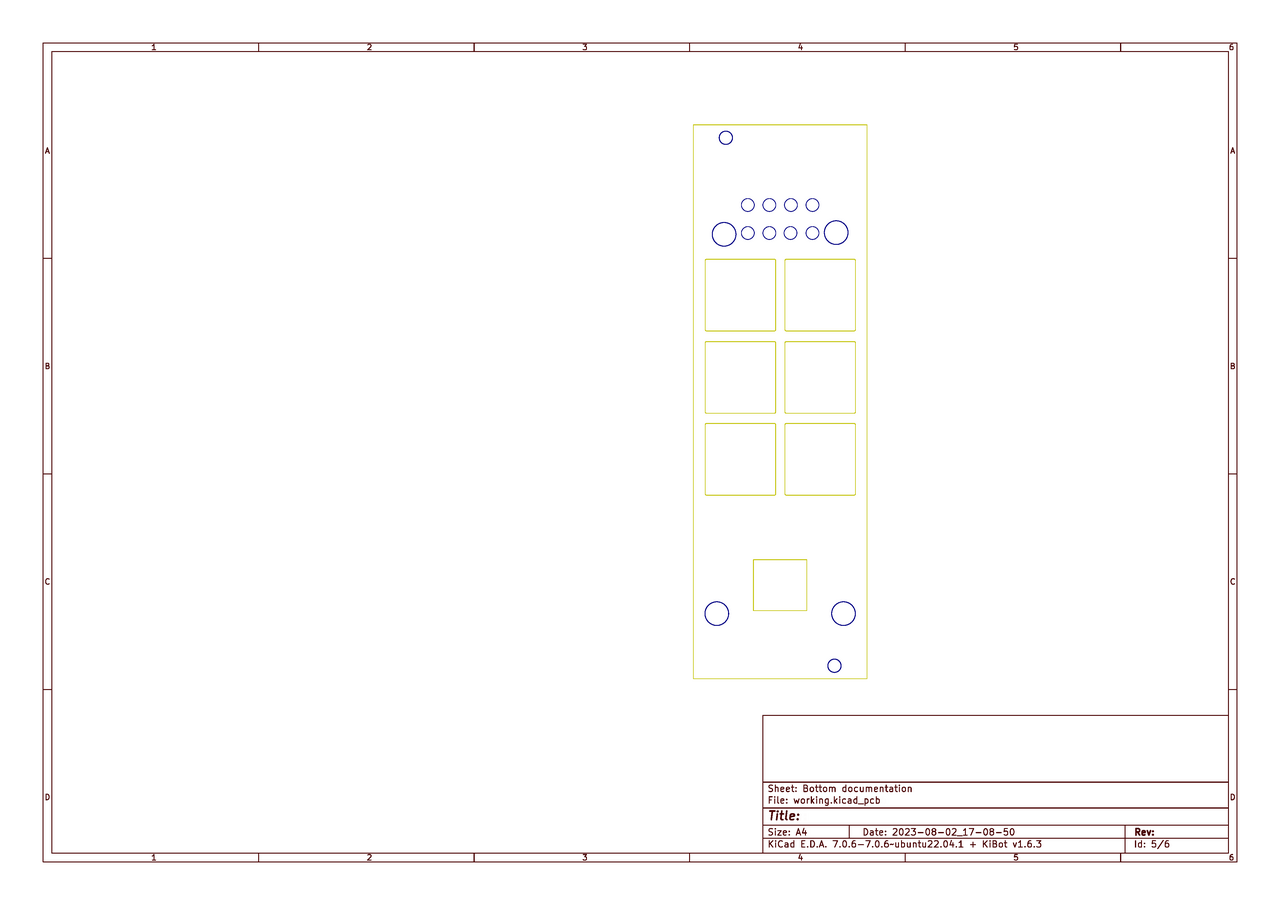 1 2 3 4 5 6
A A
B B
C C
D D
Sheet: Bottom documentation
File: working.kicad_pcb
Title:
Size: A4 Date: 2023-08-02_17-08-50 Rev:
KiCad E.D.A. 7.0.6-7.0.6~ubuntu22.04.1 + KiBot v1.6.3 Id: 5/6
1 2 3 4 5 6